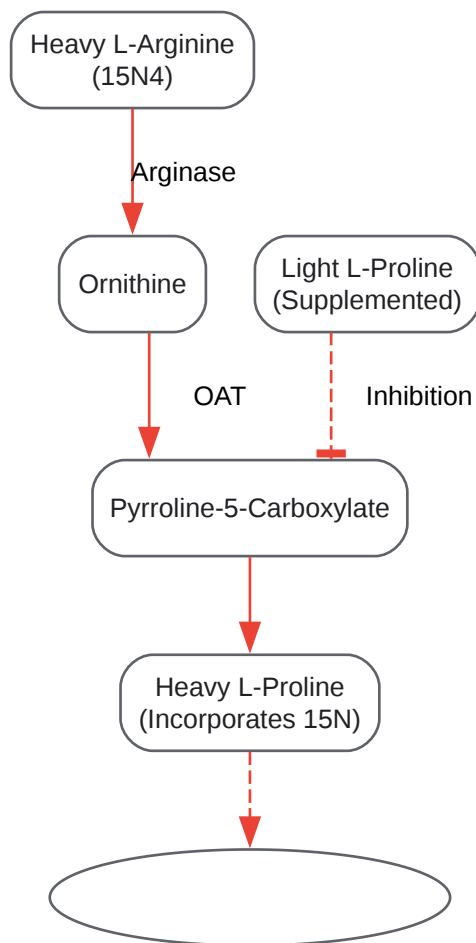 Heavy L-Arginine
(15N4)
Arginase
Ornithine
Light L-Proline
(Supplemented)
OAT
Inhibition
Pyrroline-5-Carboxylate
Heavy L-Proline
(Incorporates 15N)